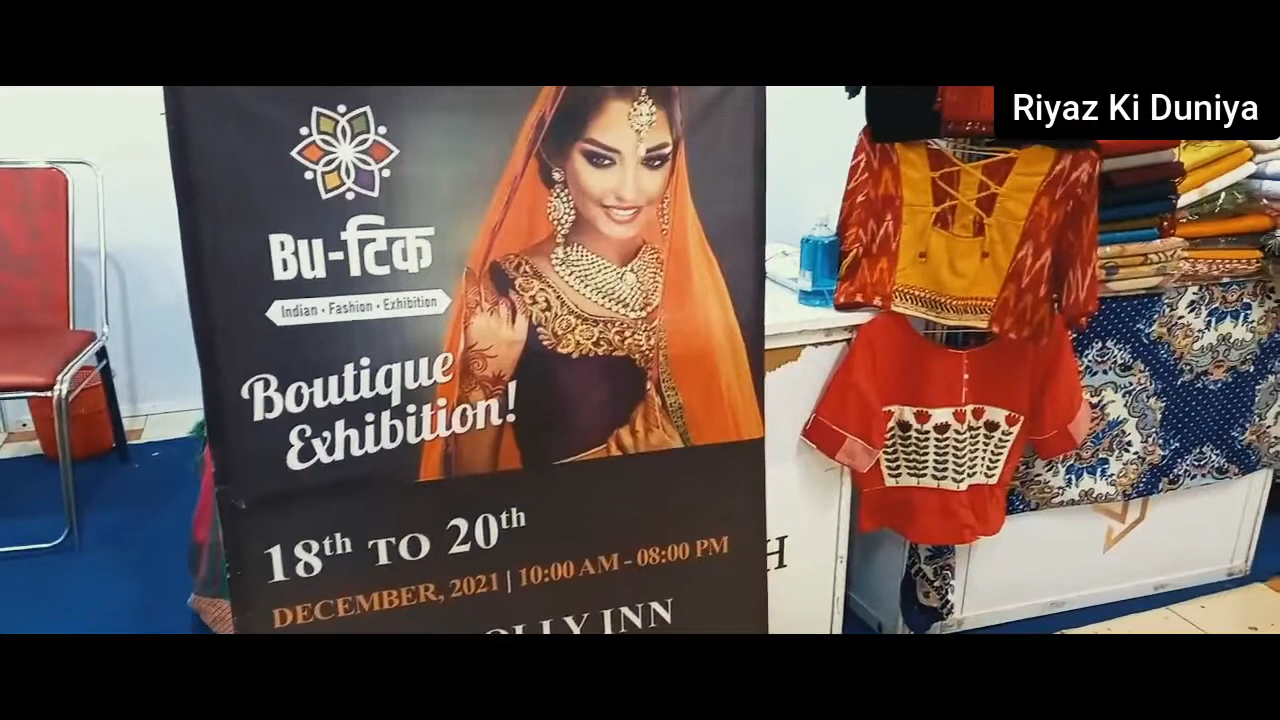 Riyaz Ki Duniya
Bu-टिक
Indian • Fashion • Exhibition
Boutique
Exhibition!
18th TO 20th
DECEMBER, 2021 | 10:00 AM - 08:00 PM
INN
H